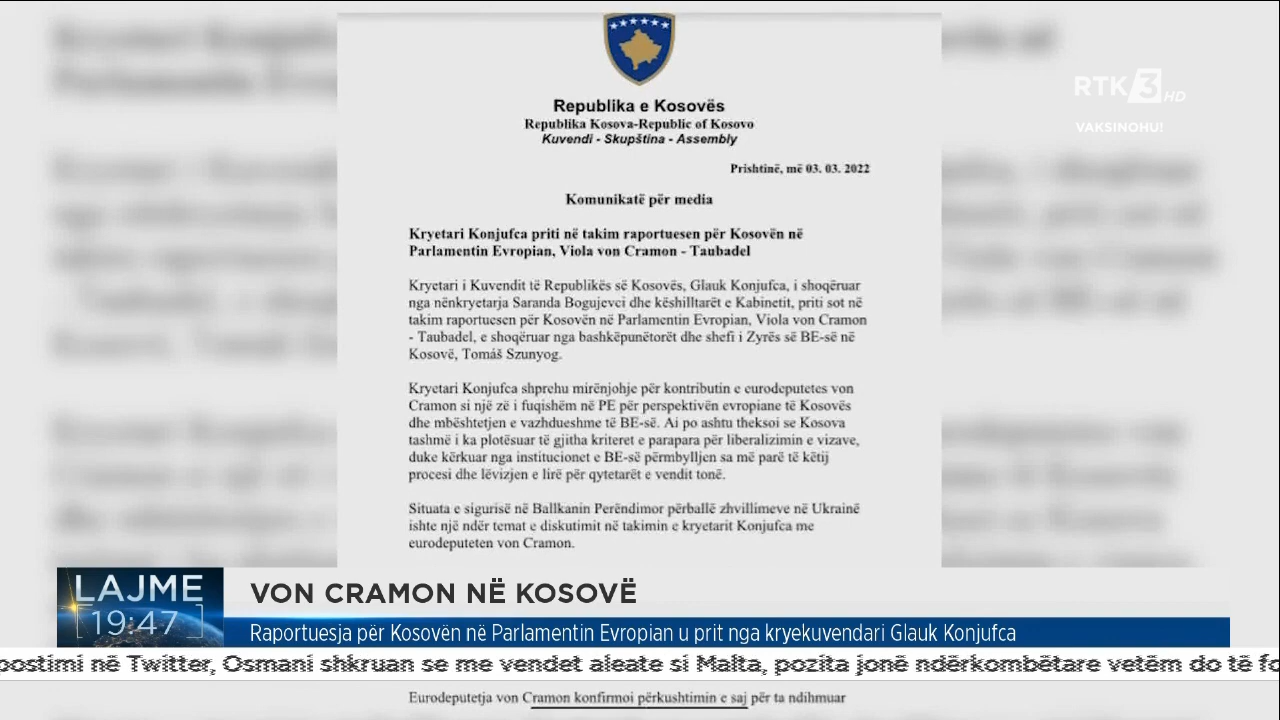 RTK 3 HD
VAKSINOHU!
Republika e Kosovës
Republika Kosova-Republic of Kosovo
Kuvendi - Skupština - Assembly
Prishtinë, më 03. 03. 2022
Komunikatë për media
Kryetari Konjufca priti në takim raportuesen për Kosovën në
Parlamentin Evropian, Viola von Cramon - Taubadel
Kryetari i Kuvendit të Republikës së Kosovës, Glauk Konjufca, i shoqëruar
nga nënkryetarja Saranda Bogujevci dhe këshilltarët e Kabinetit, priti sot në
takim raportuesen për Kosovën në Parlamentin Evropian, Viola von Cramon
- Taubadel, e shoqëruar nga bashkëpunëtorët dhe shefi i Zyrës së BE-së në
Kosovë, Tomáš Szunyog.
Kryetari Konjufca shprehu mirënjohje për kontributin e eurodeputetes von
Cramon si një zë i fuqishëm në PE për perspektivën evropiane të Kosovës
dhe mbështetjen e vazhdueshme të BE-së. Ai po ashtu theksoi se Kosova
tashmë i ka plotësuar të gjitha kriteret e parapara për liberalizimin e vizave,
duke kërkuar nga institucionet e BE-së përmbylljen sa më parë të këtij
procesi dhe lëvizjen e lirë për qytetarët e vendit tonë.
Situata e sigurisë në Ballkanin Perëndimor përballë zhvillimeve në Ukrainë
ishte një ndër temat e diskutimit në takimin e kryetarit Konjufca me
eurodeputeten von Cramon.
LAJME
19:47
VON CRAMON NË KOSOVË
Raportuesja për Kosovën në Parlamentin Evropian u prit nga kryekuvendari Glauk Konjufca
postimi në Twitter, Osmani shkruan se me vendet aleate si Malta, pozita jonë ndërkombëtare vetëm do të fo
Eurodeputetja von Cramon konfirmoi përkushtimin e saj për ta ndihmuar